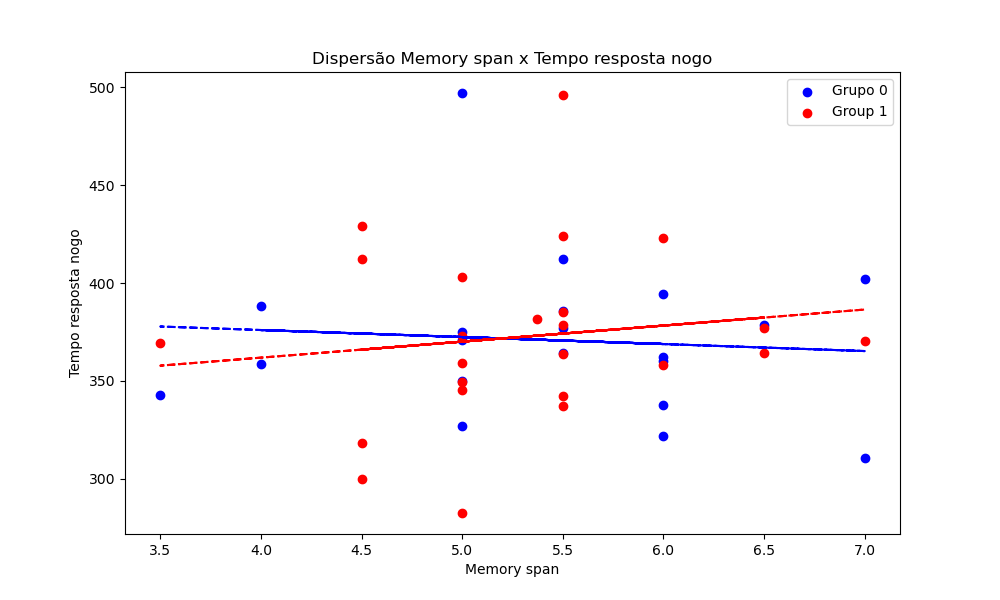 Dispersão Memory span x Tempo resposta nogo
Grupo 0
Group 1
500
450
400
350
300
Tempo resposta nogo
3.5 4.0 4.5 5.0 5.5 6.0 6.5 7.0
Memory span